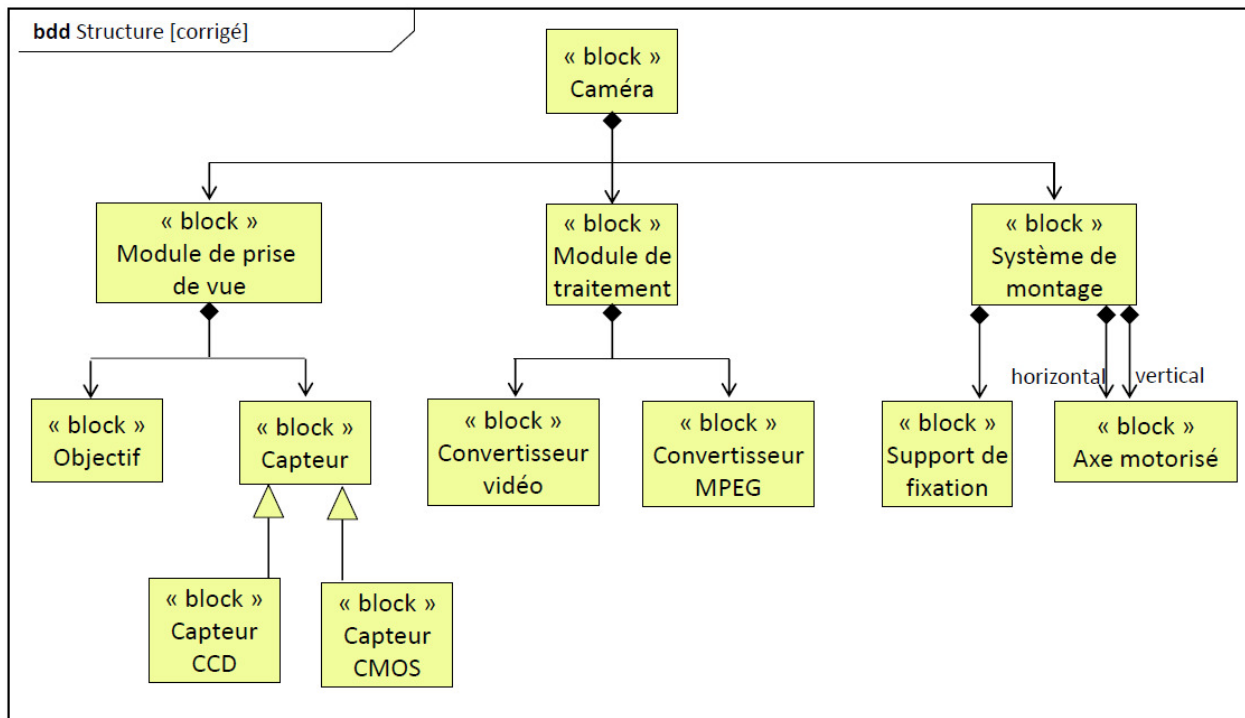 bdd Structure [corrigé]
« block »
Caméra
« block »
Module de prise
de vue
« block »
Module de
traitement
« block »
Système de
montage
horizontal
vertical
« block »
Objectif
« block »
Capteur
« block »
Convertisseur
vidéo
« block »
Convertisseur
MPEG
« block »
Support de
fixation
« block »
Axe motorisé
« block »
Capteur
CCD
« block »
Capteur
CMOS